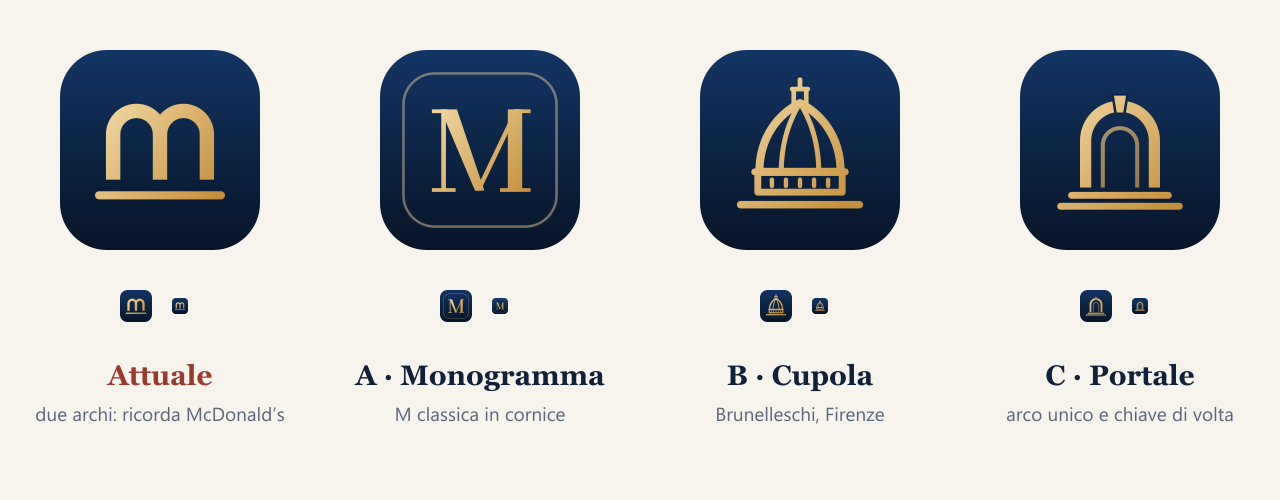 m
M
m
M
Attuale
A · Monogramma
B · Cupola
C · Portale
due archi: ricorda McDonald’s
M classica in cornice
Brunelleschi, Firenze
arco unico e chiave di volta